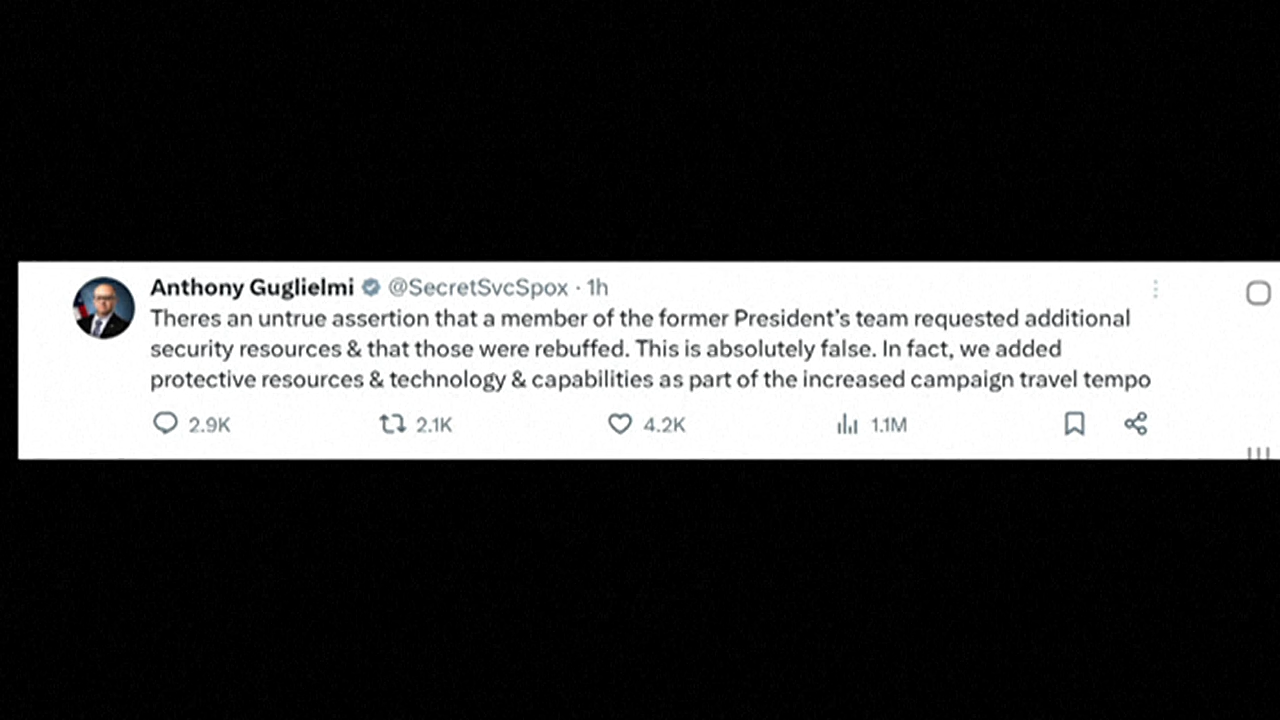 Anthony Guglielmi @SecretSvcSpox · 1h
Theres an untrue assertion that a member of the former President's team requested additional
security resources & that those were rebuffed. This is absolutely false. In fact, we added
protective resources & technology & capabilities as part of the increased campaign travel tempo
2.9K 2.1K 4.2K 1.1M